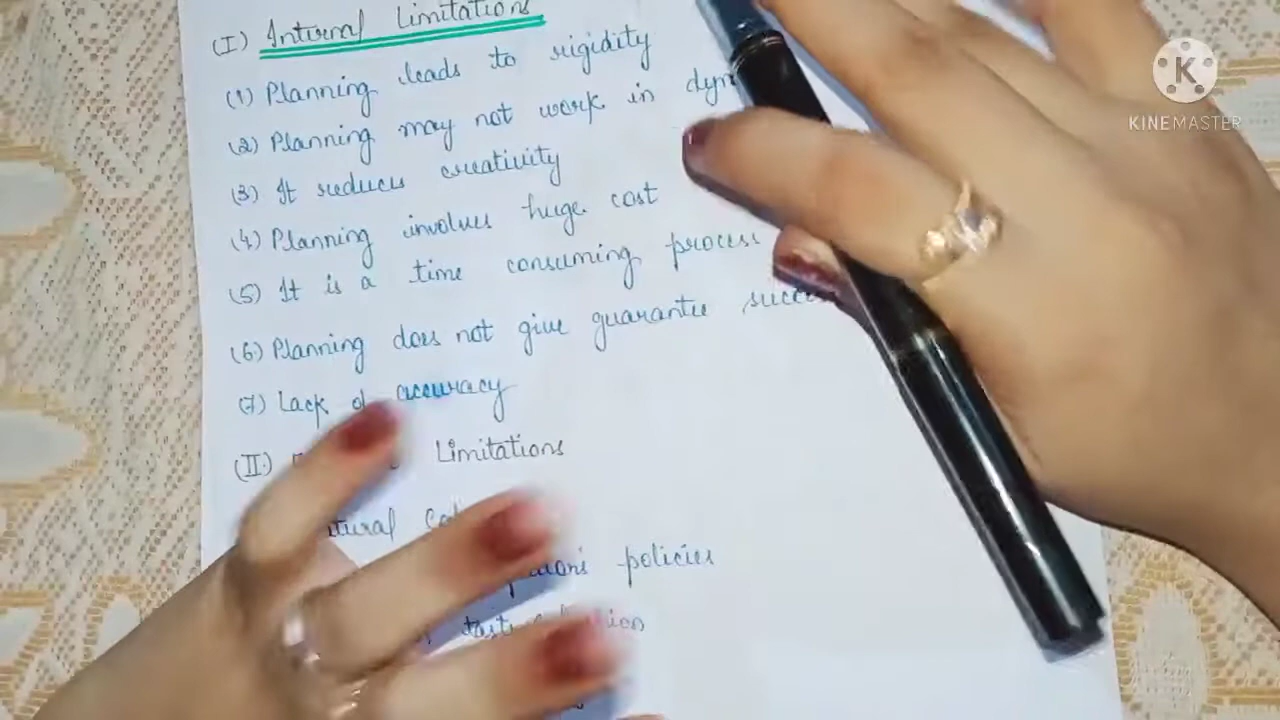 (I) Internal Limitations
(1) Planning leads to rigidity
(2) Planning may not work in
(3) It reduces creativity
(4) Planning involves huge cost
(5) It is a time consuming process
(6) Planning does not give guarantee
(7) Lack of accuracy
(II) Limitations
policies
K
KINEMASTER